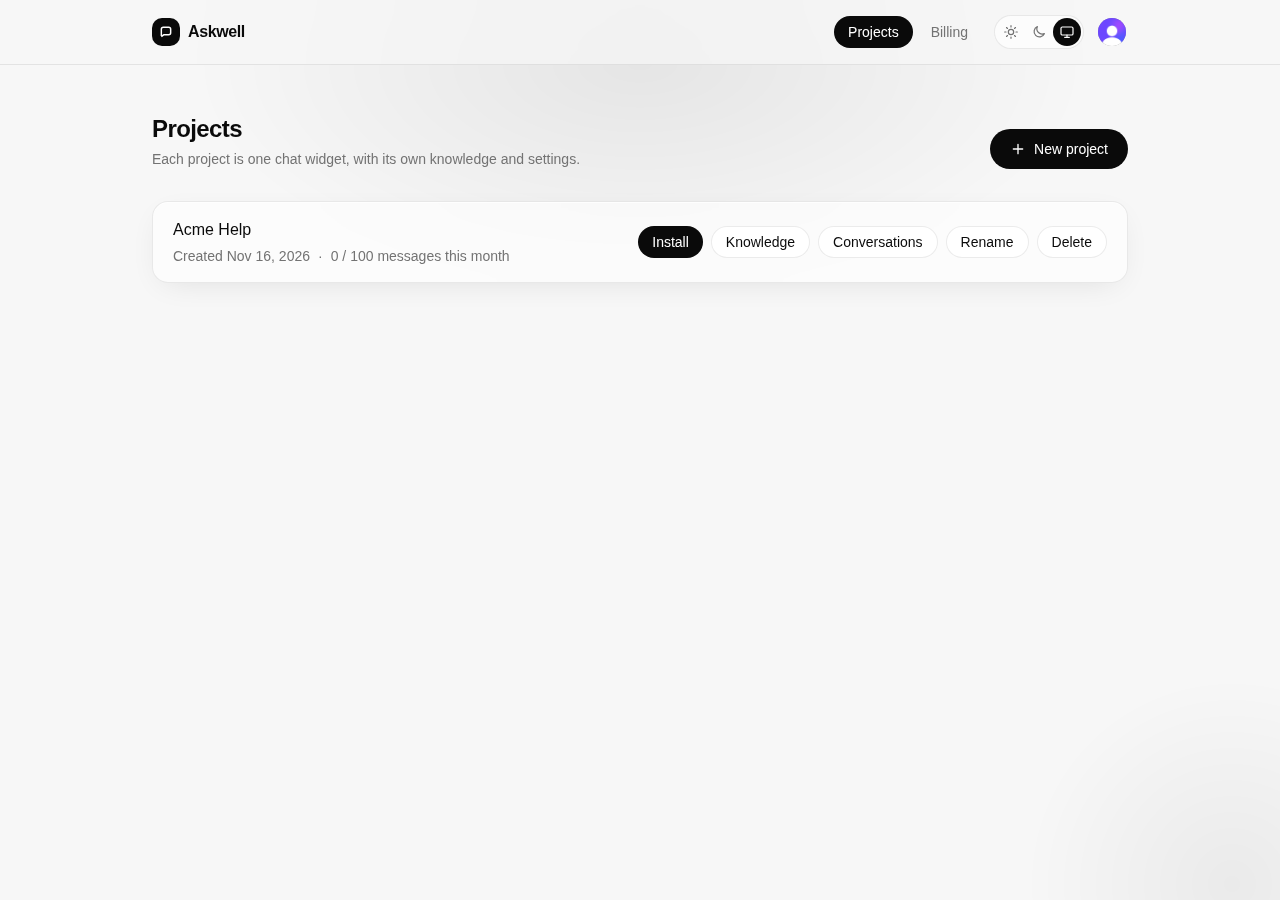 Askwell
Projects
Billing
Projects
Each project is one chat widget, with its own knowledge and settings.
New project
Acme Help
Created Nov 16, 2026 · 0 / 100 messages this month
Install
Knowledge
Conversations
Rename
Delete